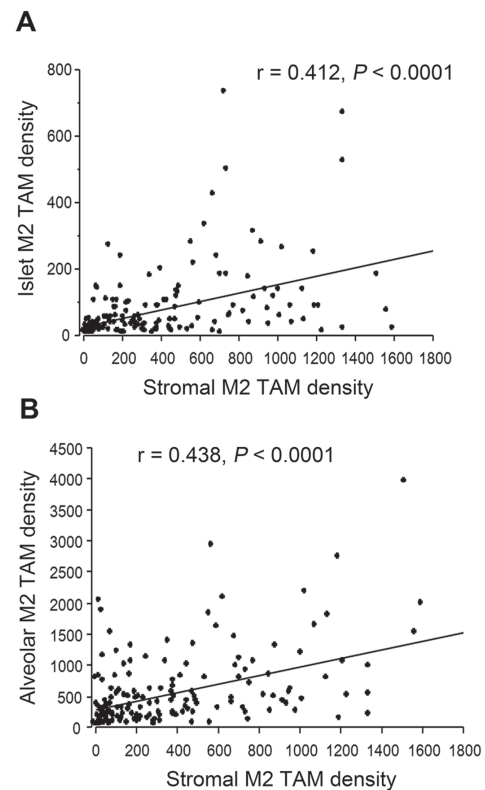 A
r = 0.412, P < 0.0001
Islet M2 TAM density
800
600
400
200
0
0 200 400 600 800 1000 1200 1400 1600 1800
Stromal M2 TAM density
B
r = 0.438, P < 0.0001
Alveolar M2 TAM density
4500
4000
3500
3000
2500
2000
1500
1000
500
0
0 200 400 600 800 1000 1200 1400 1600 1800
Stromal M2 TAM density